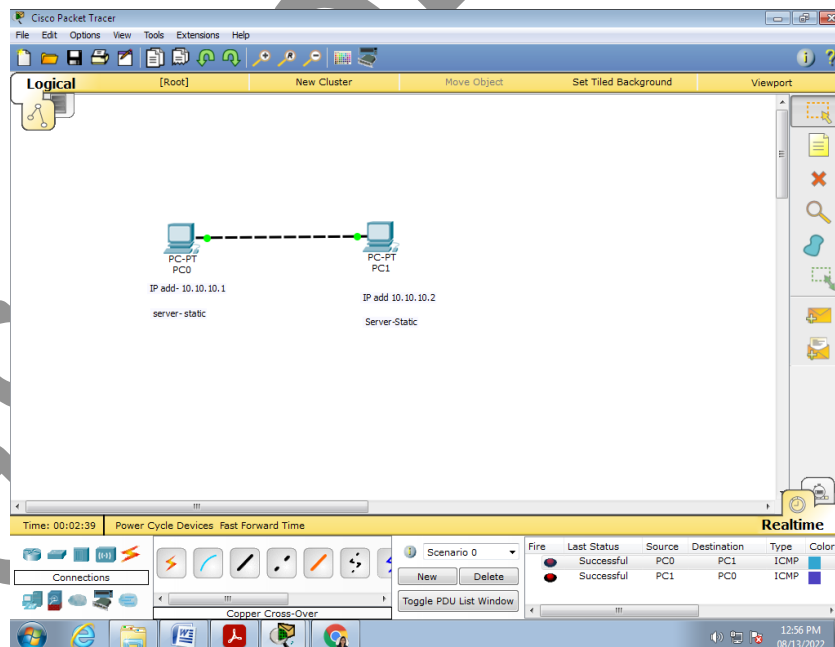 Cisco Packet Tracer
File Edit Options View Tools Extensions Help
Logical [Root] New Cluster Move Object Set Tiled Background Viewport
PC-PT
PC0
PC-PT
PC1
IP add- 10.10.10.1
IP add 10.10.10.2
server- static
Server-Static
Time: 00:02:39 Power Cycle Devices Fast Forward Time Realtime
Connections
Copper Cross-Over
Scenario 0
New Delete
Toggle PDU List Window
Fire Last Status Source Destination Type Color
Successful PC0 PC1 ICMP
Successful PC1 PC0 ICMP
12:56 PM
08/13/2022